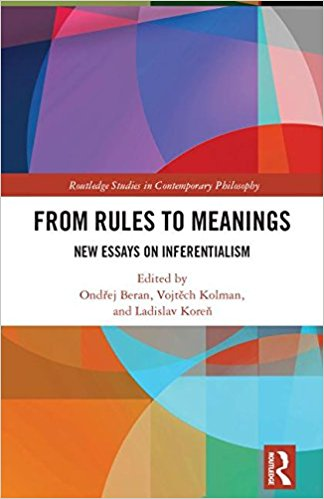 Routledge Studies in Contemporary Philosophy
FROM RULES TO MEANINGS
NEW ESSAYS ON INFERENTIALISM
Edited by
Ondřej Beran, Vojtěch Kolman,
and Ladislav Koreň
ROUTLEDGE